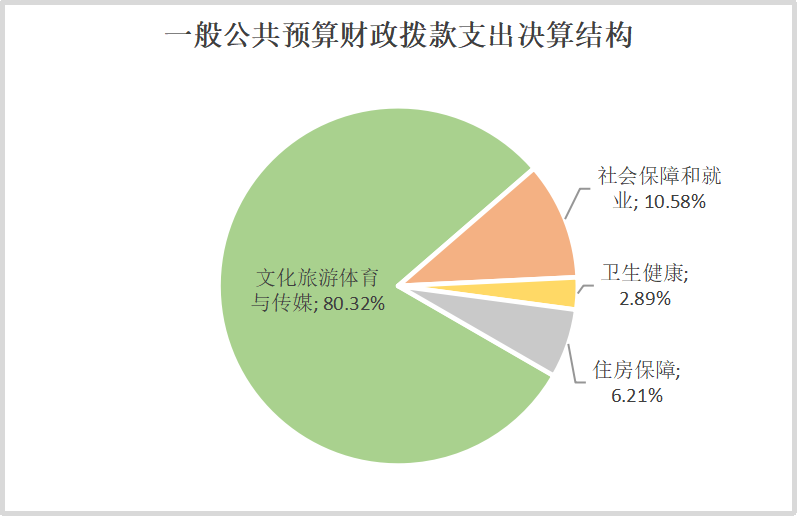 一般公共预算财政拨款支出决算结构
社会保障和就
业; 10.58%
文化旅游体育
与传媒; 80.32%
卫生健康;
2.89%
住房保障;
6.21%